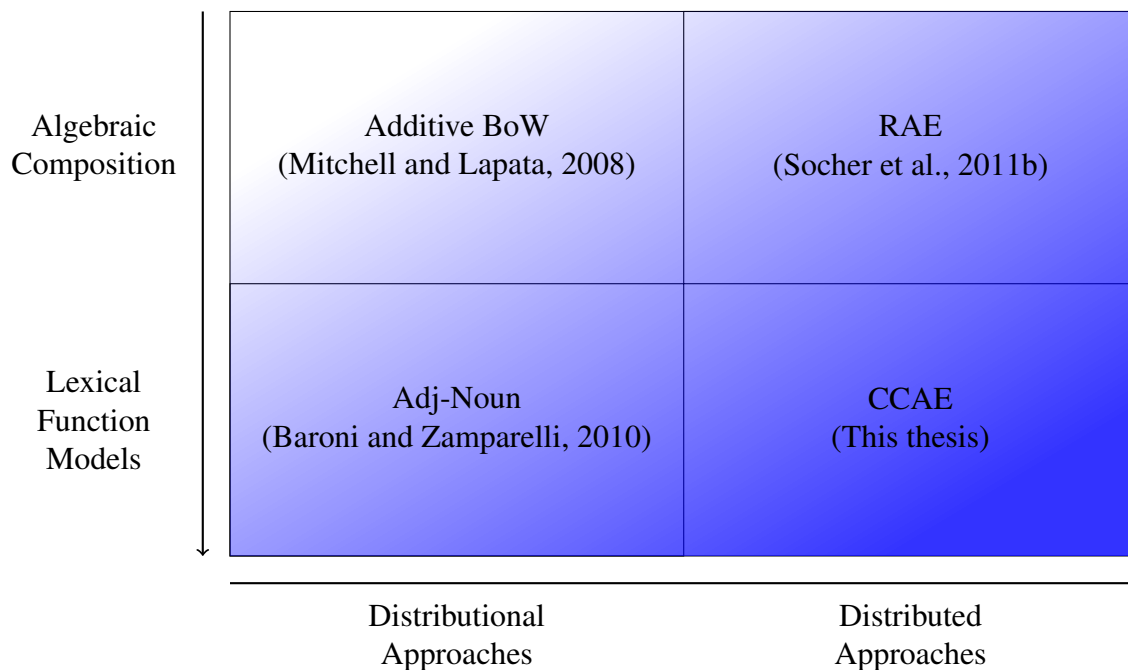 Algebraic
Composition
Additive BoW
(Mitchell and Lapata, 2008)
RAE
(Socher et al., 2011b)
Lexical
Function
Models
Adj-Noun
(Baroni and Zamparelli, 2010)
CCAE
(This thesis)
Distributional
Approaches
Distributed
Approaches